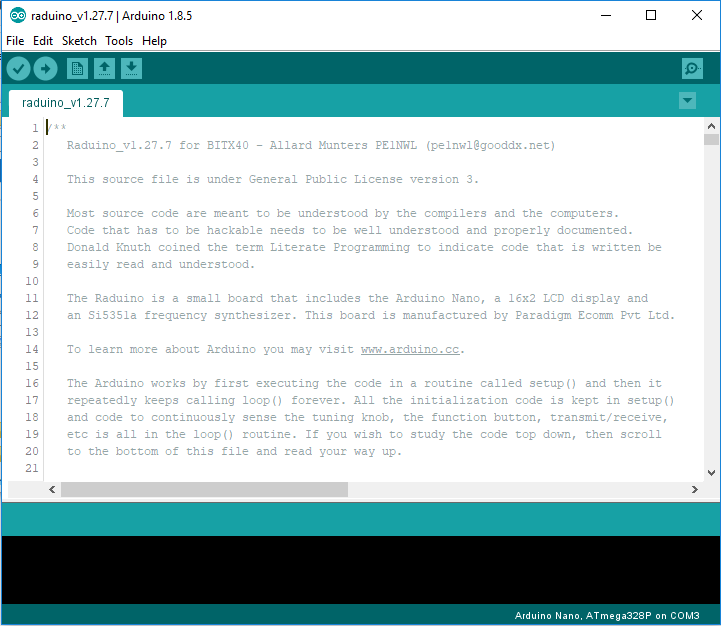 raduino_v1.27.7 | Arduino 1.8.5
File Edit Sketch Tools Help
raduino_v1.27.7
1 /**
2 Raduino_v1.27.7 for BITX40 - Allard Munters PE1NWL (pe1nwl@gooddx.net)
3
4 This source file is under General Public License version 3.
5
6 Most source code are meant to be understood by the compilers and the computers.
7 Code that has to be hackable needs to be well understood and properly documented.
8 Donald Knuth coined the term Literate Programming to indicate code that is written be
9 easily read and understood.
10
11 The Raduino is a small board that includes the Arduino Nano, a 16x2 LCD display and
12 an Si5351a frequency synthesizer. This board is manufactured by Paradigm Ecomm Pvt Ltd.
13
14 To learn more about Arduino you may visit www.arduino.cc.
15
16 The Arduino works by first executing the code in a routine called setup() and then it
17 repeatedly keeps calling loop() forever. All the initialization code is kept in setup()
18 and code to continuously sense the tuning knob, the function button, transmit/receive,
19 etc is all in the loop() routine. If you wish to study the code top down, then scroll
20 to the bottom of this file and read your way up.
21
Arduino Nano, ATmega328P on COM3